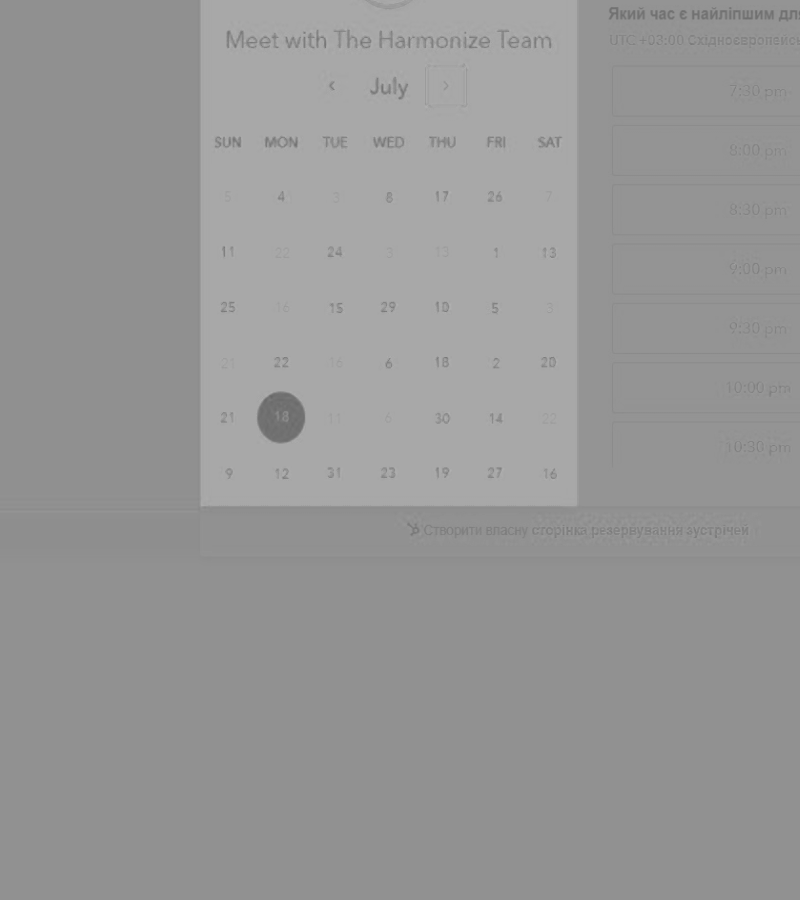 Meet with The Harmonize Team
‹ July ›
SUN MON TUE WED THU FRI SAT
5 4 3 8 17 26 7
11 22 24 3 13 1 13
25 16 15 29 10 5 3
21 22 16 6 18 2 20
21 18 11 6 30 14 22
9 12 31 23 19 27 16
Який час є найліпшим для
UTC +03:00
7:30 pm
8:00 pm
8:30 pm
9:00 pm
9:30 pm
10:00 pm
10:30 pm
Створити власну сторінка резервування зустрічей